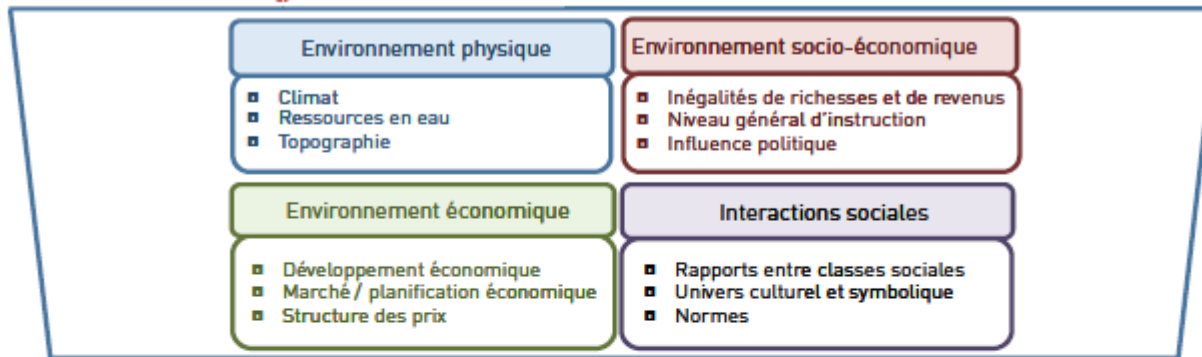 Environnement physique
Climat
Ressources en eau
Topographie
Environnement socio-économique
Inégalités de richesses et de revenus
Niveau général d'instruction
Influence politique
Environnement économique
Développement économique
Marché / planification économique
Structure des prix
Interactions sociales
Rapports entre classes sociales
Univers culturel et symbolique
Normes